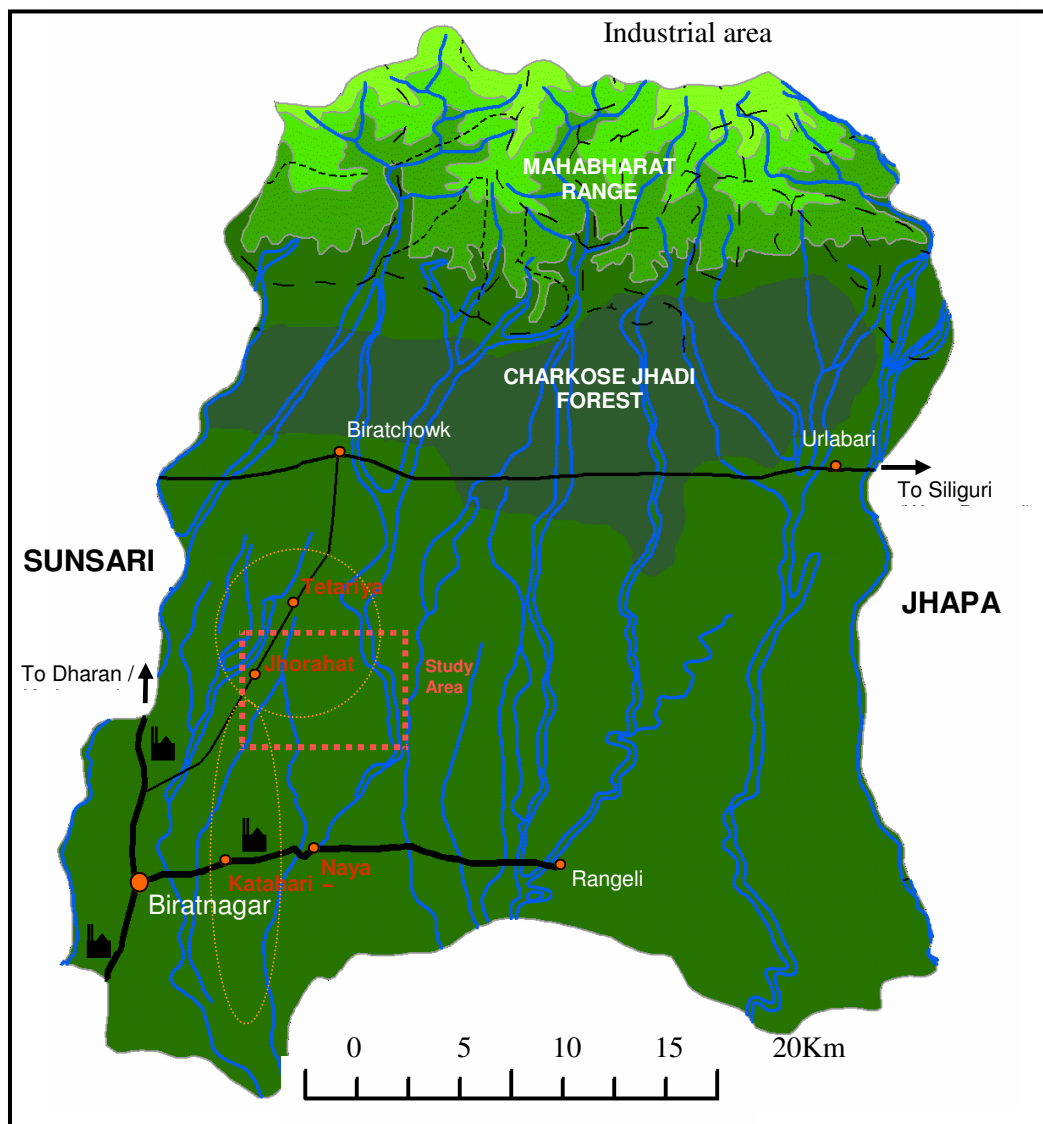 Industrial area
MAHABHARAT
RANGE
CHARKOSE JHADI
FOREST
Biratchowk
Urlabari
To Siliguri
SUNSARI
Tetariya
JHAPA
Jhorahat
Study
Area
To Dharan /
Naya
Katahari –
Rangeli
Biratnagar
0 5 10 15 20Km